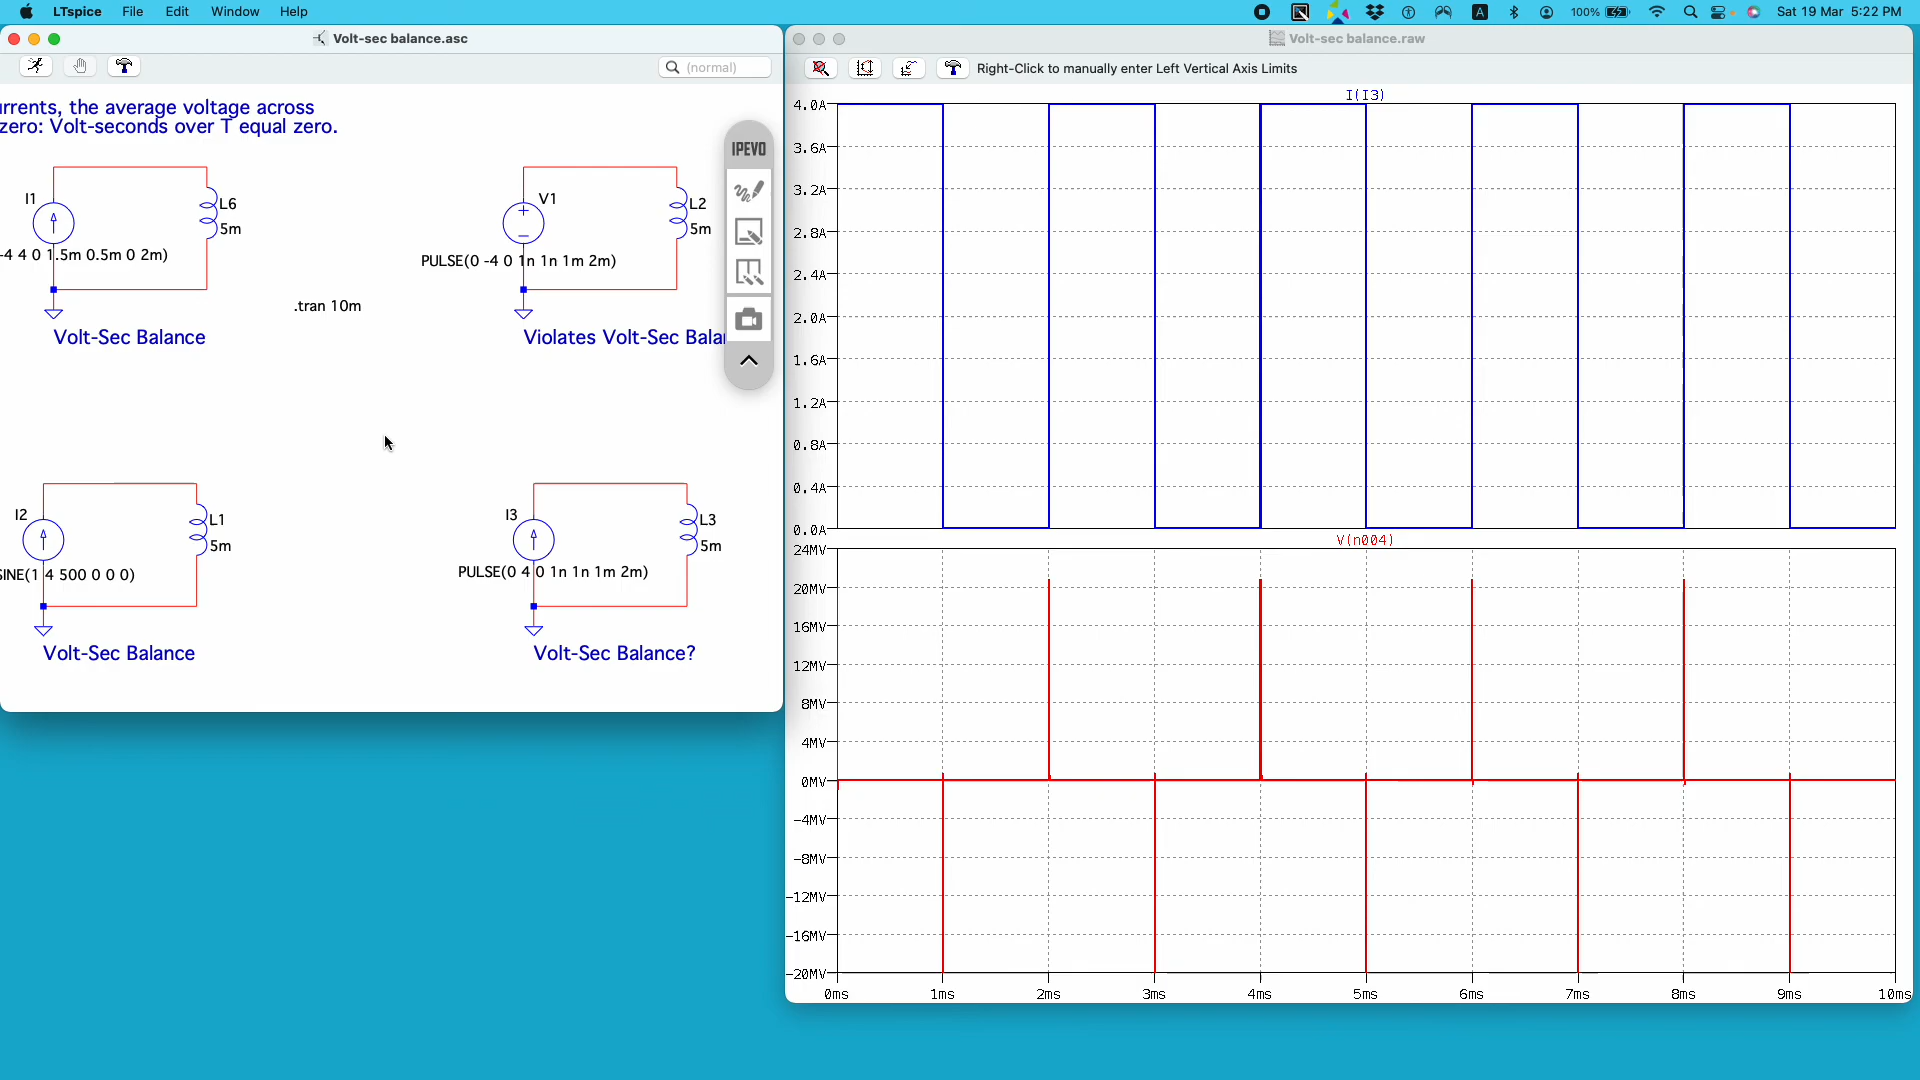 LTspice File Edit Window Help
100% A Sat 19 Mar 5:22 PM
Volt-sec balance.asc
(normal)
urrents, the average voltage across
zero: Volt-seconds over T equal zero.
I1
L6
5m
-4 4 0 1.5m 0.5m 0 2m)
Volt-Sec Balance
.tran 10m
V1
L2
5m
PULSE(0 -4 0 1n 1n 1m 2m)
Violates Volt-Sec Balan
IPEVO
I2
L1
5m
SINE(1 4 500 0 0 0)
Volt-Sec Balance
I3
L3
5m
PULSE(0 4 0 1n 1n 1m 2m)
Volt-Sec Balance?
Volt-sec balance.raw
Right-Click to manually enter Left Vertical Axis Limits
I(I3)
4.0A
3.6A
3.2A
2.8A
2.4A
2.0A
1.6A
1.2A
0.8A
0.4A
0.0A
V(n004)
24MV
20MV
16MV
12MV
8MV
4MV
0MV
-4MV
-8MV
-12MV
-16MV
-20MV
0ms 1ms 2ms 3ms 4ms 5ms 6ms 7ms 8ms 9ms 10ms